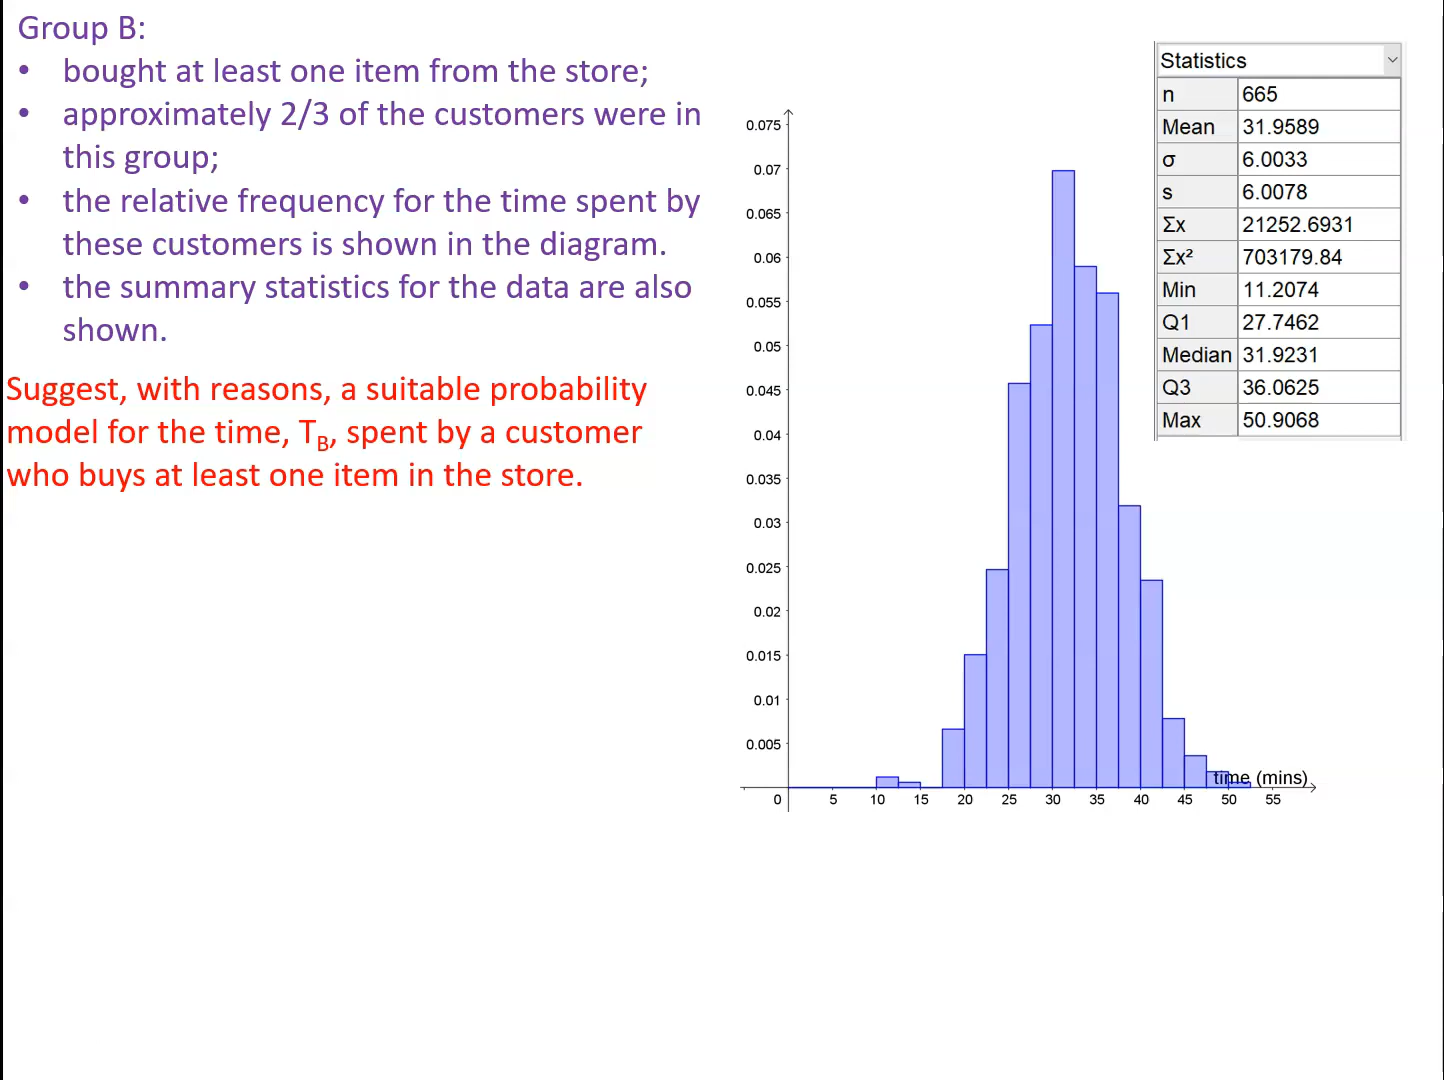 Group B:
• bought at least one item from the store;
• approximately 2/3 of the customers were in
this group;
• the relative frequency for the time spent by
these customers is shown in the diagram.
• the summary statistics for the data are also
shown.
Suggest, with reasons, a suitable probability
model for the time, T_B, spent by a customer
who buys at least one item in the store.
0.075
0.07
0.065
0.06
0.055
0.05
0.045
0.04
0.035
0.03
0.025
0.02
0.015
0.01
0.005
0 5 10 15 20 25 30 35 40 45 50 55
time (mins)
Statistics
n 665
Mean 31.9589
σ 6.0033
s 6.0078
Σx 21252.6931
Σx² 703179.84
Min 11.2074
Q1 27.7462
Median 31.9231
Q3 36.0625
Max 50.9068